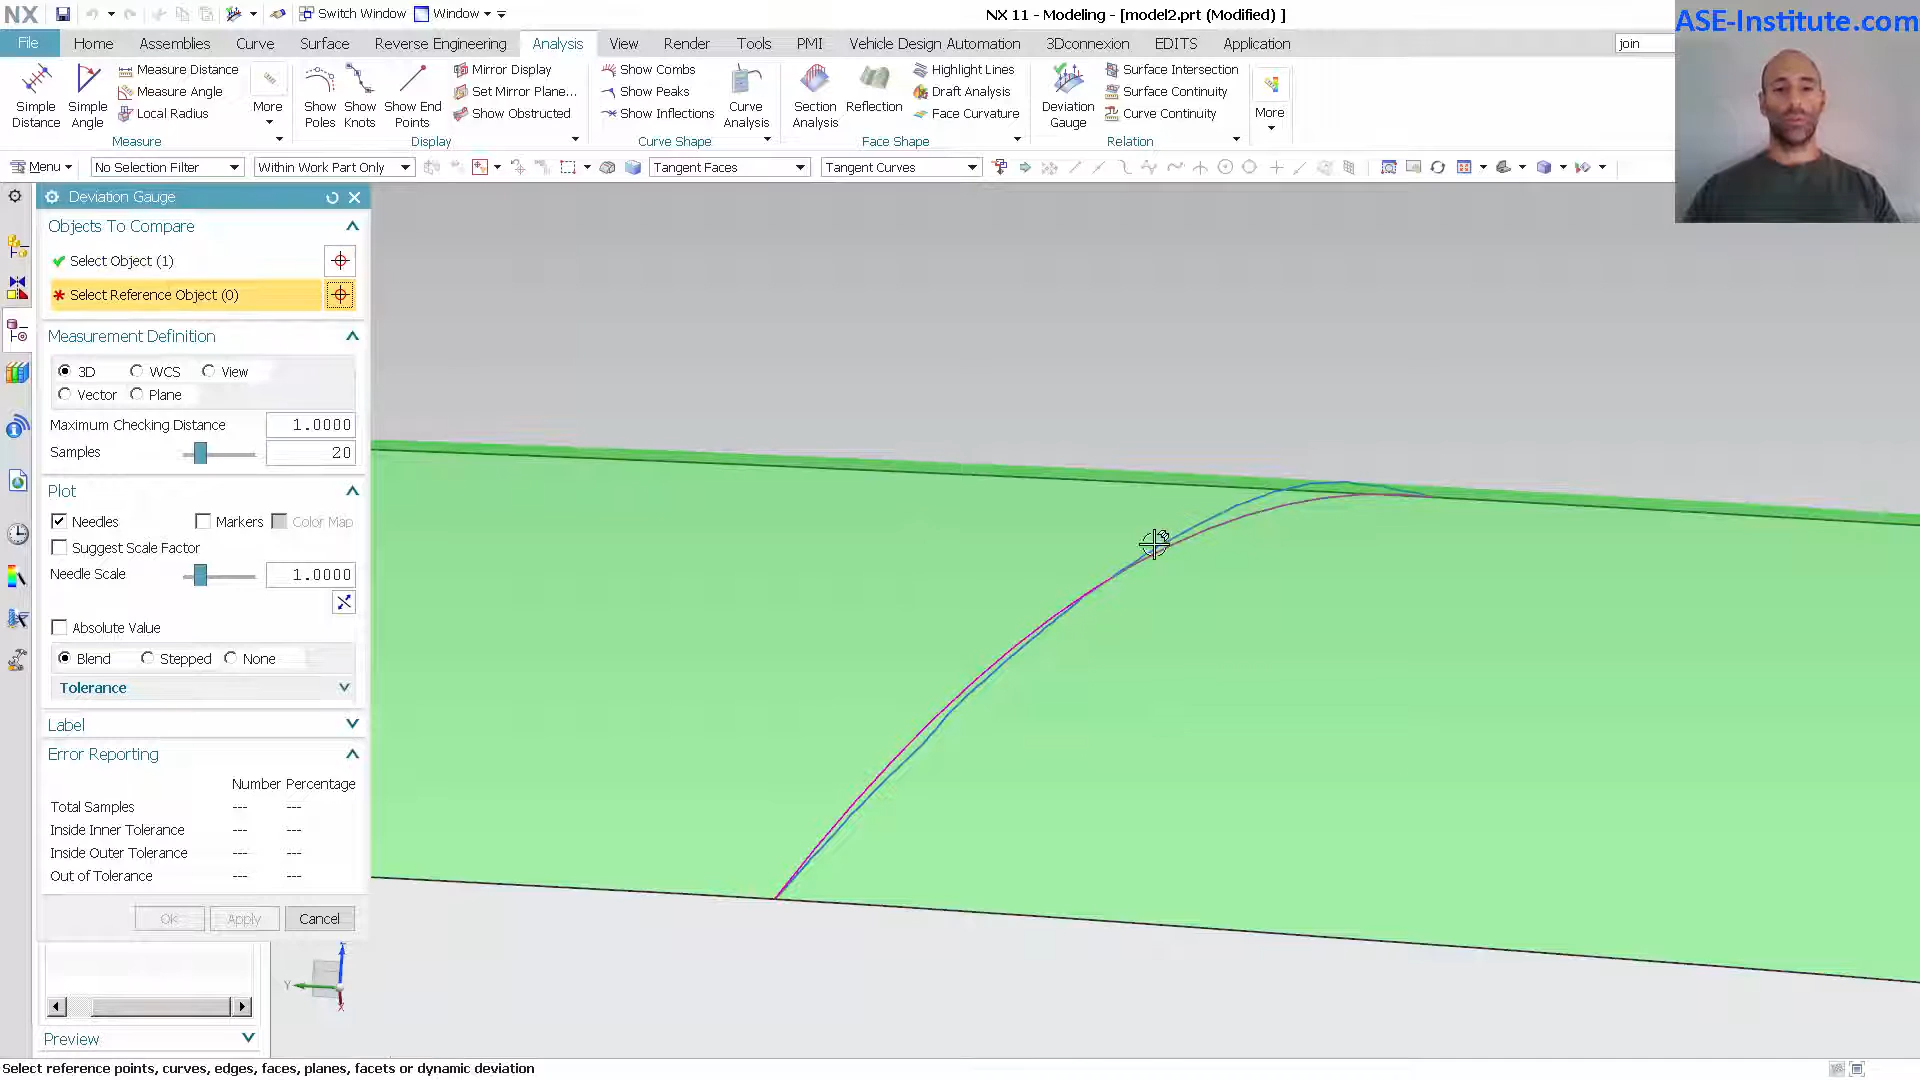 NX
Switch Window
Window
NX 11 - Modeling - [model2.prt (Modified) ]
ASE-Institute.com
File
Home
Assemblies
Curve
Surface
Reverse Engineering
Analysis
View
Render
Tools
PMI
Vehicle Design Automation
3Dconnexion
EDITS
Application
join
Simple Distance
Simple Angle
Measure Distance
Measure Angle
Local Radius
More
Measure
Show Poles
Show Knots
Show End Points
Mirror Display
Set Mirror Plane...
Show Obstructed
Display
Show Combs
Show Peaks
Show Inflections
Curve Analysis
Curve Shape
Section Analysis
Reflection
Highlight Lines
Draft Analysis
Face Curvature
Face Shape
Deviation Gauge
Surface Intersection
Surface Continuity
Curve Continuity
Relation
More
Menu
No Selection Filter
Within Work Part Only
Tangent Faces
Tangent Curves
Deviation Gauge
Objects To Compare
Select Object (1)
* Select Reference Object (0)
Measurement Definition
3D WCS View
Vector Plane
Maximum Checking Distance 1.0000
Samples 20
Plot
Needles Markers Color Map
Suggest Scale Factor
Needle Scale 1.0000
Absolute Value
Blend Stepped None
Tolerance
Label
Error Reporting
Number Percentage
Total Samples --- ---
Inside Inner Tolerance --- ---
Inside Outer Tolerance --- ---
Out of Tolerance --- ---
OK Apply Cancel
Y
X
Preview
Select reference points, curves, edges, faces, planes, facets or dynamic deviation